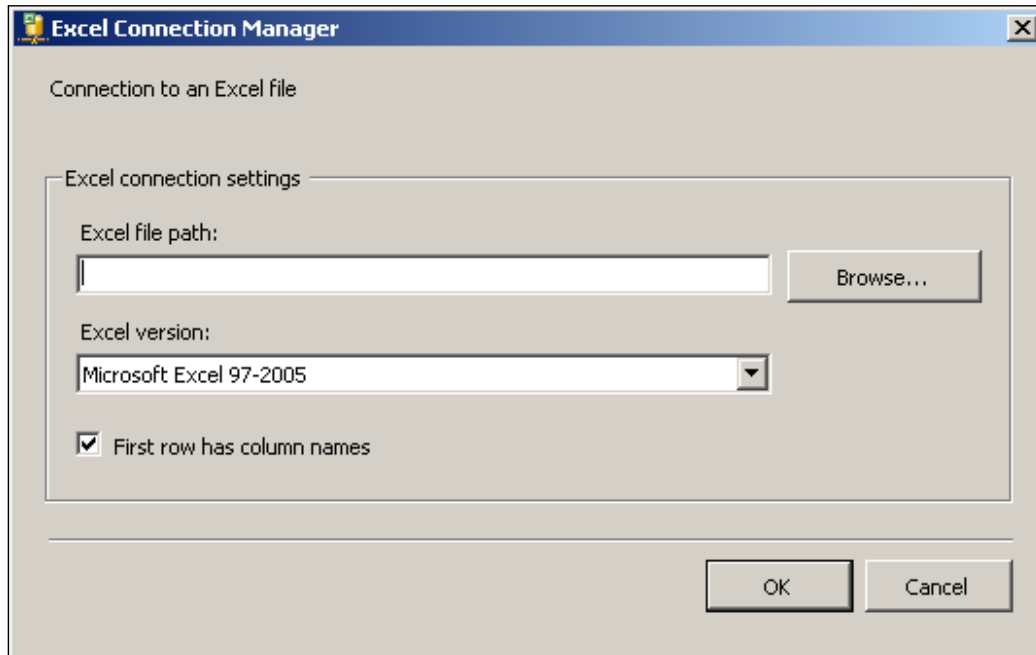 Excel Connection Manager
Connection to an Excel file
Excel connection settings
Excel file path:
Browse...
Excel version:
Microsoft Excel 97-2005
First row has column names
OK
Cancel